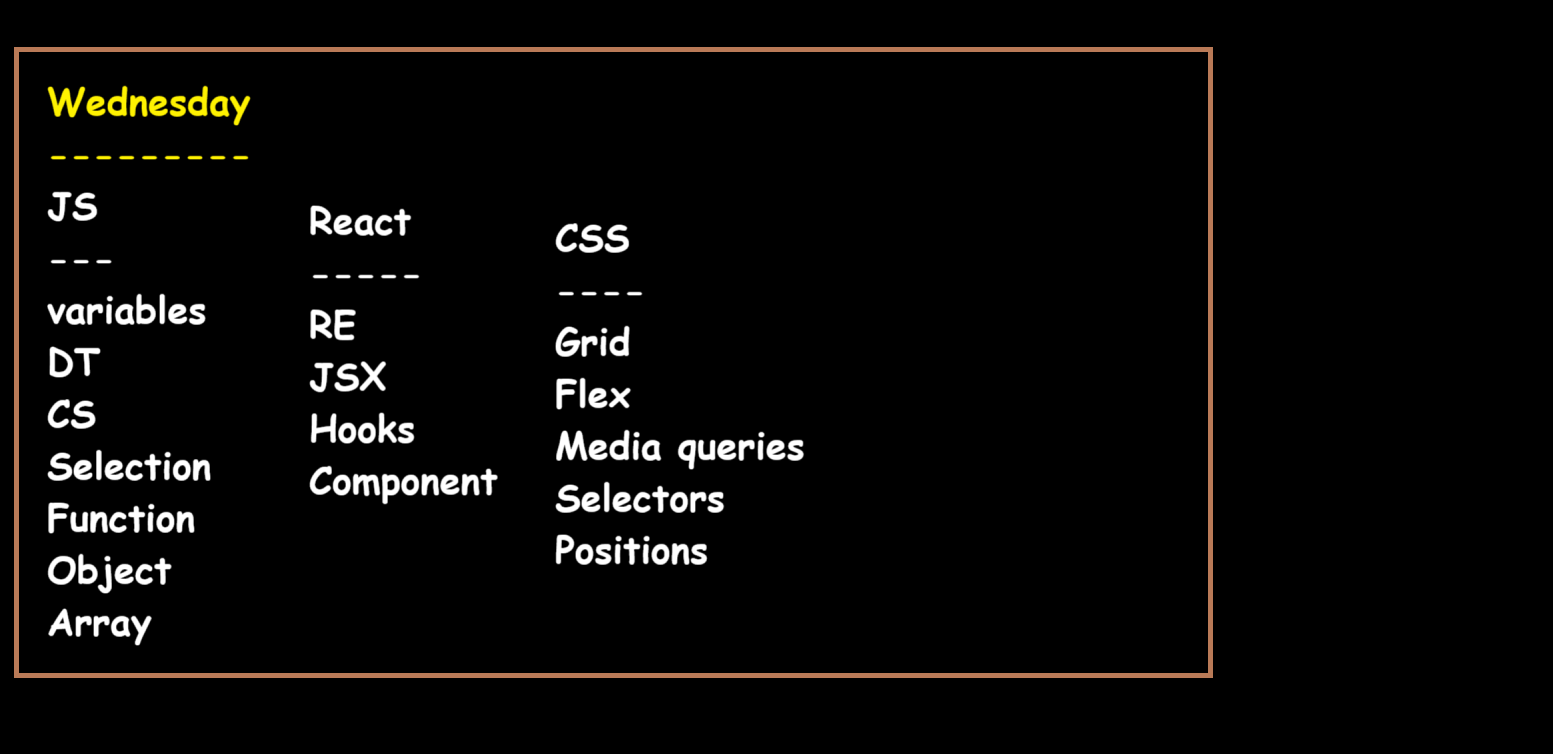 Wednesday
---------
JS
---
variables
DT
CS
Selection
Function
Object
Array
React
-----
RE
JSX
Hooks
Component
CSS
----
Grid
Flex
Media queries
Selectors
Positions